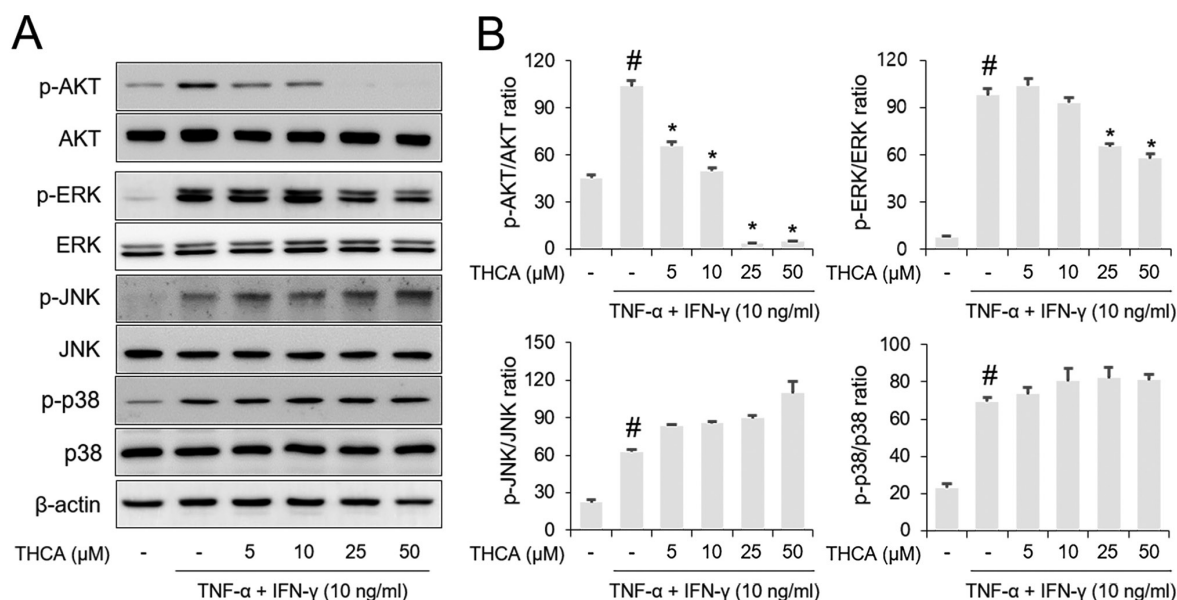 A
p-AKT
AKT
p-ERK
ERK
p-JNK
JNK
p-p38
p38
β-actin
THCA (μM) - - 5 10 25 50
TNF-α + IFN-γ (10 ng/ml)
B
p-AKT/AKT ratio
120
90
60
30
0
#
*
*
*
*
THCA (μM) - - 5 10 25 50
TNF-α + IFN-γ (10 ng/ml)
p-ERK/ERK ratio
120
90
60
30
0
#
*
*
THCA (μM) - - 5 10 25 50
TNF-α + IFN-γ (10 ng/ml)
p-JNK/JNK ratio
150
120
90
60
30
0
#
THCA (μM) - - 5 10 25 50
TNF-α + IFN-γ (10 ng/ml)
p-p38/p38 ratio
100
80
60
40
20
0
#
THCA (μM) - - 5 10 25 50
TNF-α + IFN-γ (10 ng/ml)